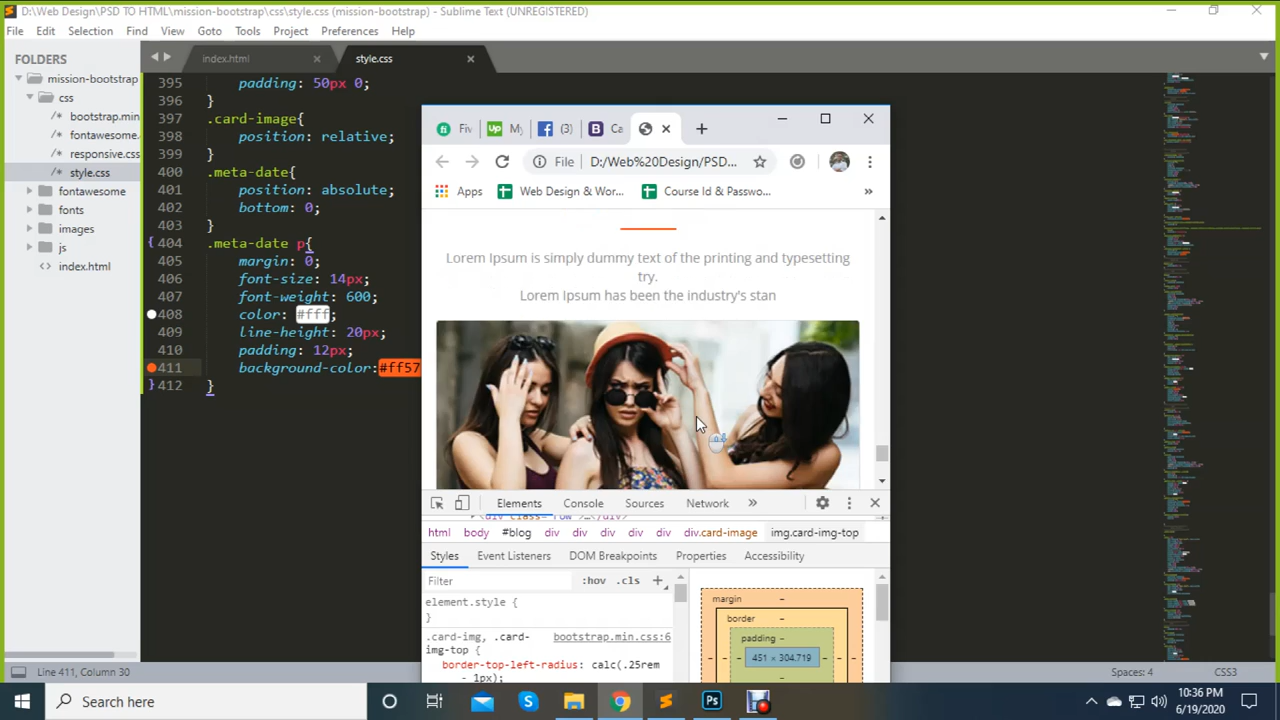 D:\Web Design\PSD TO HTML\mission-bootstrap\css\style.css (mission-bootstrap) - Sublime Text (UNREGISTERED)
File Edit Selection Find View Goto Tools Project Preferences Help
FOLDERS
mission-bootstrap
css
/* bootstrap.min
/* fontawesome.
/* responsive.css
/* style.css
fontawesome
fonts
images
js
index.html
index.html
style.css
395 padding: 50px 0;
396 }
397 .card-image{
398 position: relative;
399 }
400 .meta-date{
401 position: absolute;
402 bottom: 0;
403 }
404 .meta-date p{
405 margin: 0;
406 font-size: 14px;
407 font-weight: 600;
408 color: #fff;
409 line-height: 20px;
410 padding: 12px;
411 background-color:#ff57
412 }
Fiv
My
(3)
Ca
File D:/Web%20Design/PSD...
Apps Web Design & Wor... Course Id & Passwo... »
Lorem Ipsum is simply dummy text of the printing and typesetting
try.
Lorem Ipsum has been the industry's stan
Elements Console Sources Network »
html body #blog div div div div div div.card-image img.card-img-top
Styles Event Listeners DOM Breakpoints Properties Accessibility
Filter :hov .cls +
element.style {
}
.card-img, .card- bootstrap.min.css:6
img-top {
border-top-left-radius: calc(.25rem
- 1px);
margin –
border –
padding –
451 × 304.719
Line 411, Column 30
Spaces: 4
CSS3
Search here
10:36 PM
6/19/2020